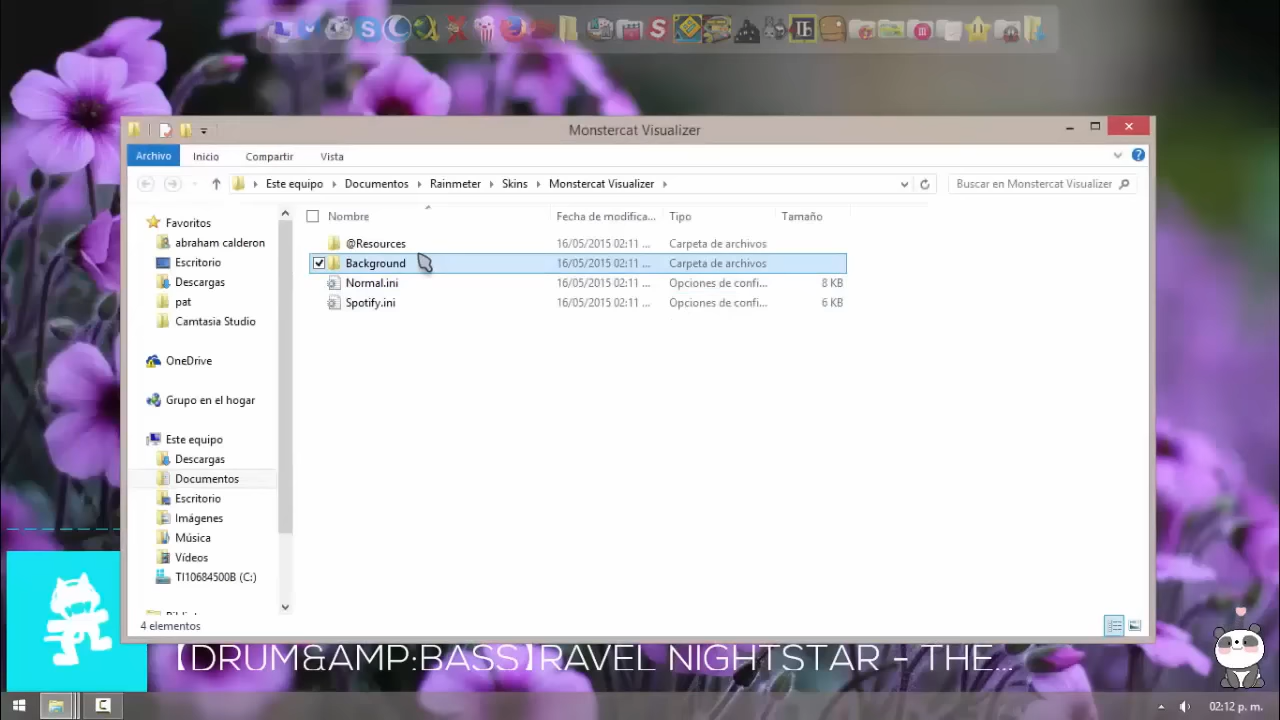 Monstercat Visualizer
Archivo Inicio Compartir Vista
Este equipo Documentos Rainmeter Skins Monstercat Visualizer
Buscar en Monstercat Visualizer
Nombre Fecha de modifica... Tipo Tamaño
@Resources 16/05/2015 02:11 ... Carpeta de archivos
Background 16/05/2015 02:11 ... Carpeta de archivos
Normal.ini 16/05/2015 02:11 ... Opciones de confi... 8 KB
Spotify.ini 16/05/2015 02:11 ... Opciones de confi... 6 KB
Favoritos
abraham calderon
Escritorio
Descargas
pat
Camtasia Studio
OneDrive
Grupo en el hogar
Este equipo
Descargas
Documentos
Escritorio
Imágenes
Música
Vídeos
TI10684500B (C:)
4 elementos
【DRUM&AMP;BASS】RAVEL NIGHTSTAR - THE...
02:12 p. m.